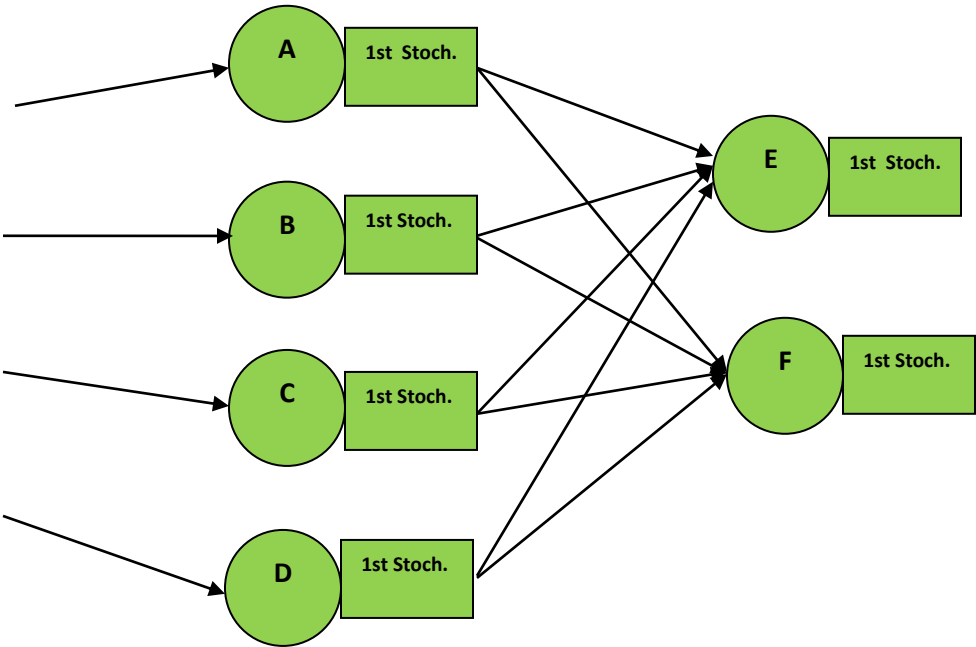 A
1st  Stoch.
B
1st Stoch.
C
1st Stoch.
D
1st Stoch.
E
1st  Stoch.
F
1st Stoch.